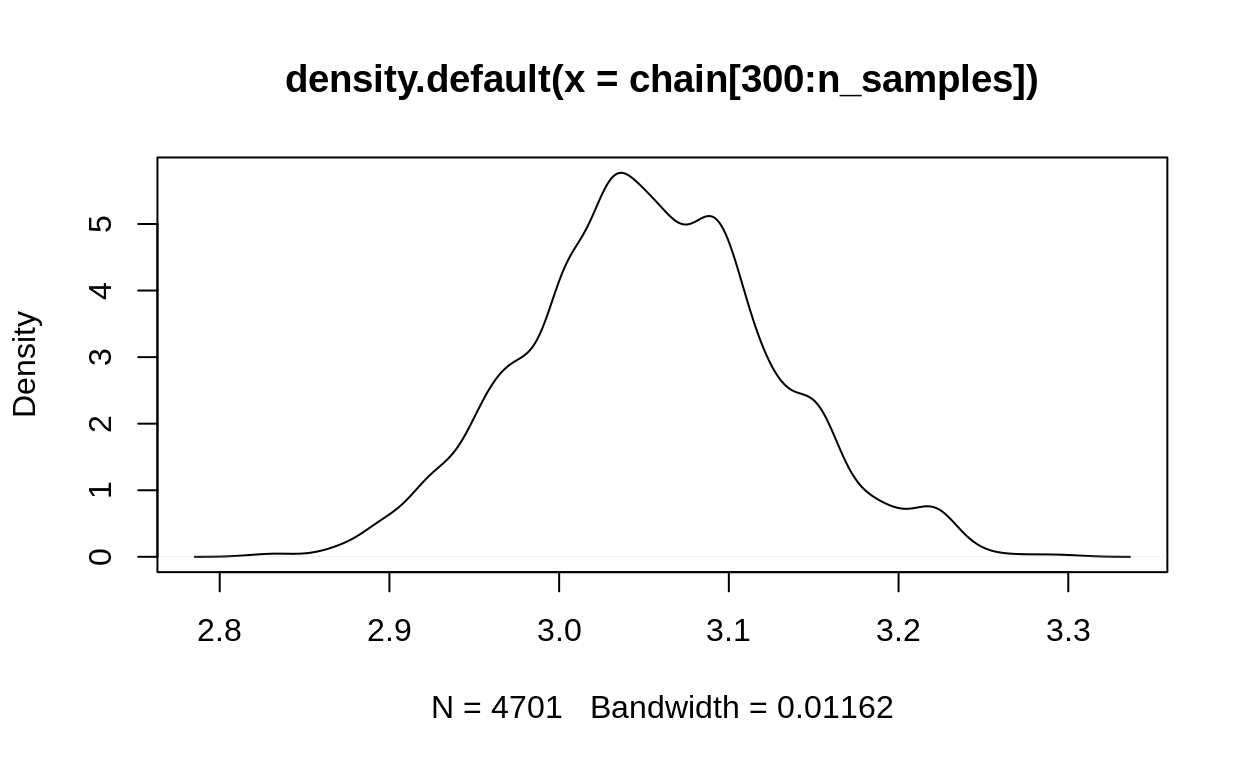 density.default(x = chain[300:n_samples])
Density
5
4
3
2
1
0
2.8 2.9 3.0 3.1 3.2 3.3
N = 4701 Bandwidth = 0.01162